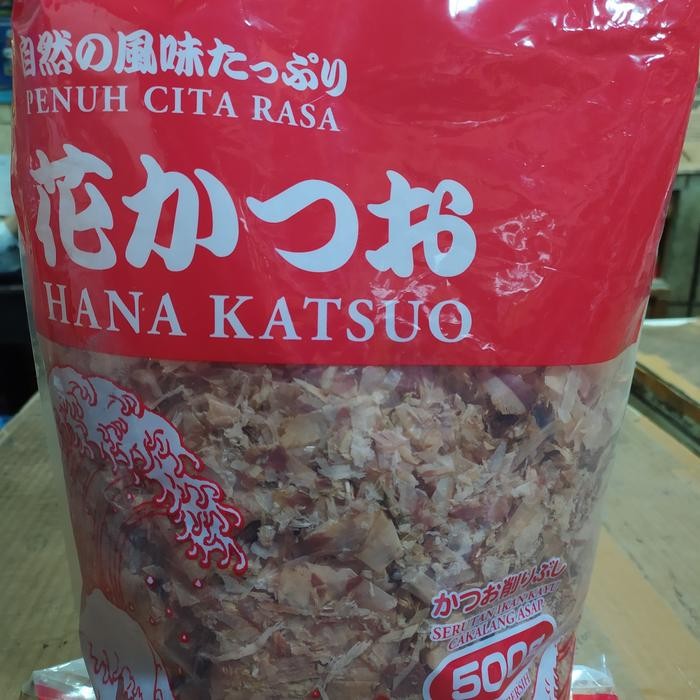 自然の風味たっぷり
PENUH CITA RASA
花かつお
HANA KATSUO
かつお削りぶし
SERUTAN IKAN KAYU
CAKALANG ASAP
500g